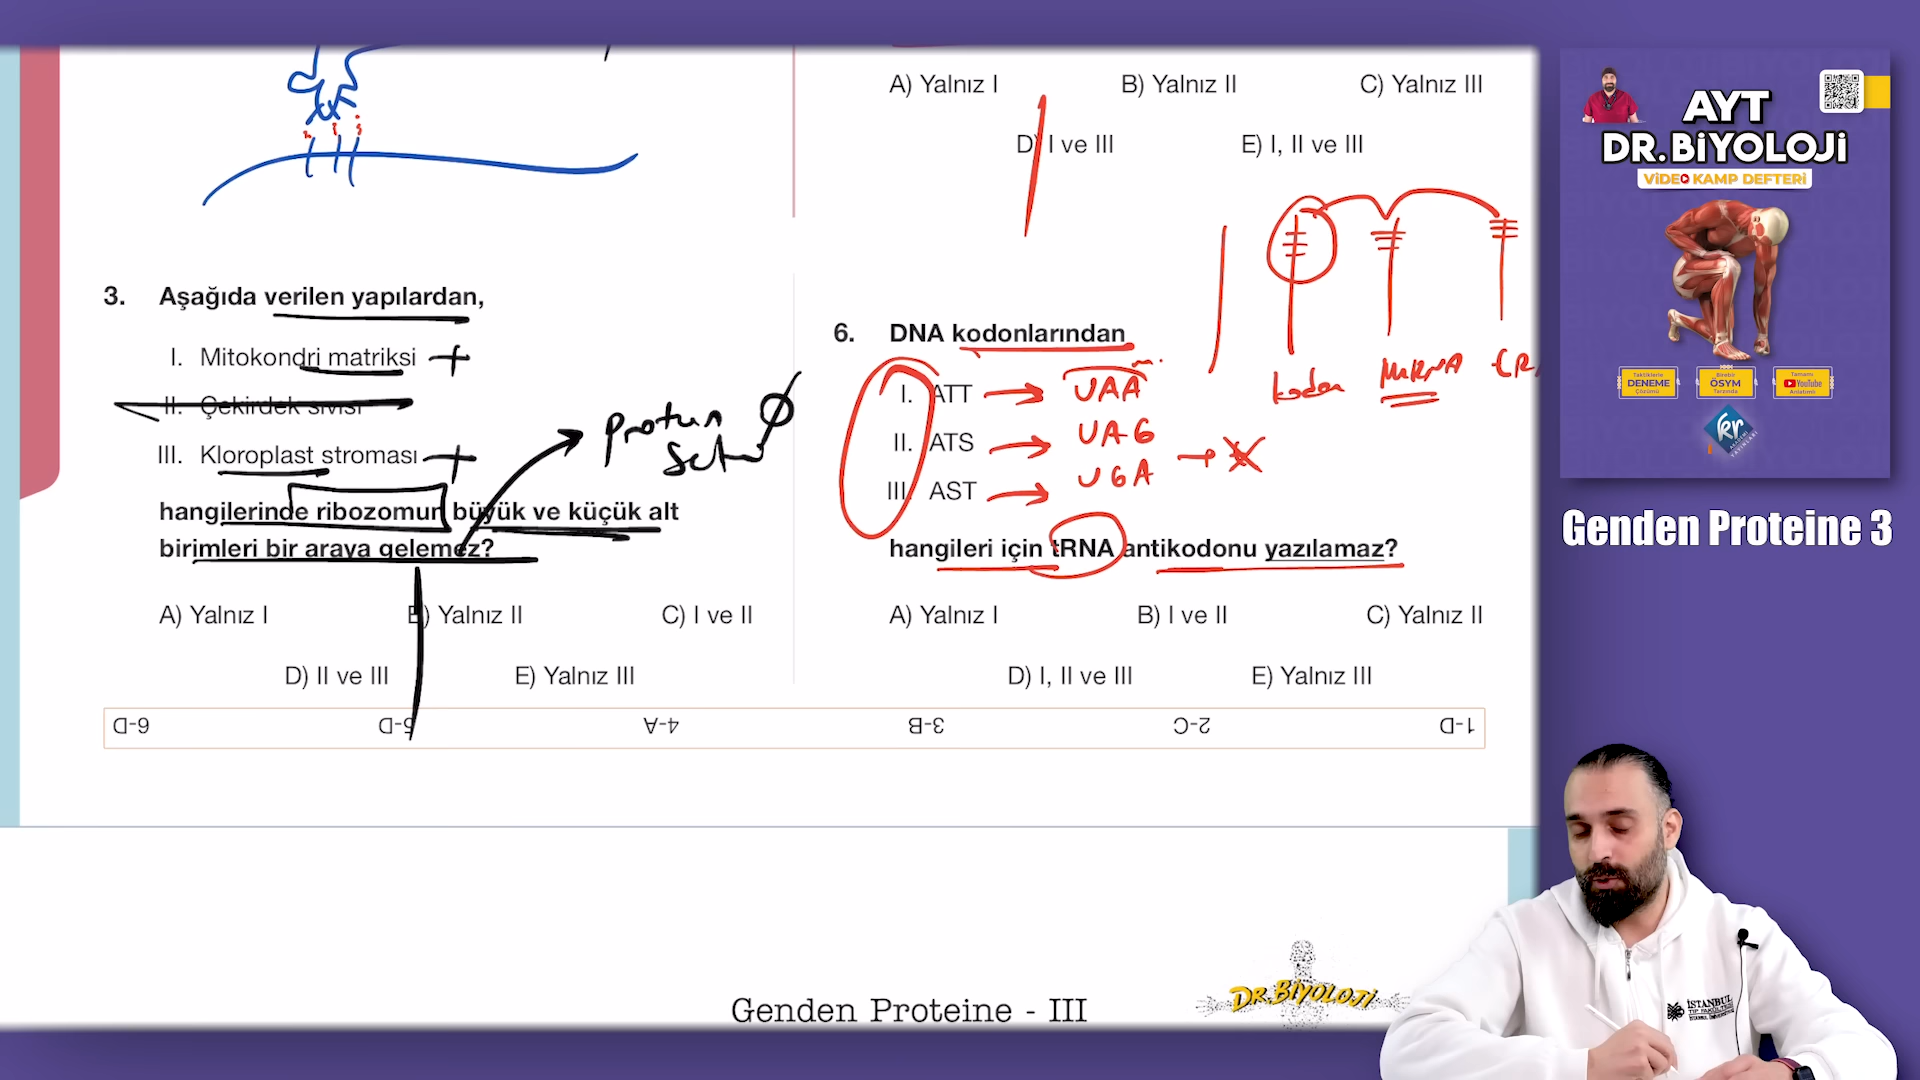 3. Aşağıda verilen yapılardan,
I. Mitokondri matriksi
II. Çekirdek sıvısı
III. Kloroplast stroması
hangilerinde ribozomun büyük ve küçük alt
birimleri bir araya gelemez?
A) Yalnız I B) Yalnız II C) I ve II
D) II ve III E) Yalnız III
A) Yalnız I B) Yalnız II C) Yalnız III
D) I ve III E) I, II ve III
kodon
mRNA
6. DNA kodonlarından
I. ATT UAA
II. ATS UAG
III. AST UGA
hangileri için tRNA antikodonu yazılamaz?
A) Yalnız I B) I ve II C) Yalnız II
D) I, II ve III E) Yalnız III
6-D 5-D 4-A 3-B 2-C 1-D
Genden Proteine - III
DR.BİYOLOJİ
AYT
DR.BİYOLOJİ
VİDEO KAMP DEFTERİ
DENEME
ÖSYM
YouTube
kr
Genden Proteine 3
İSTANBUL
TIP FAKÜLTESİ